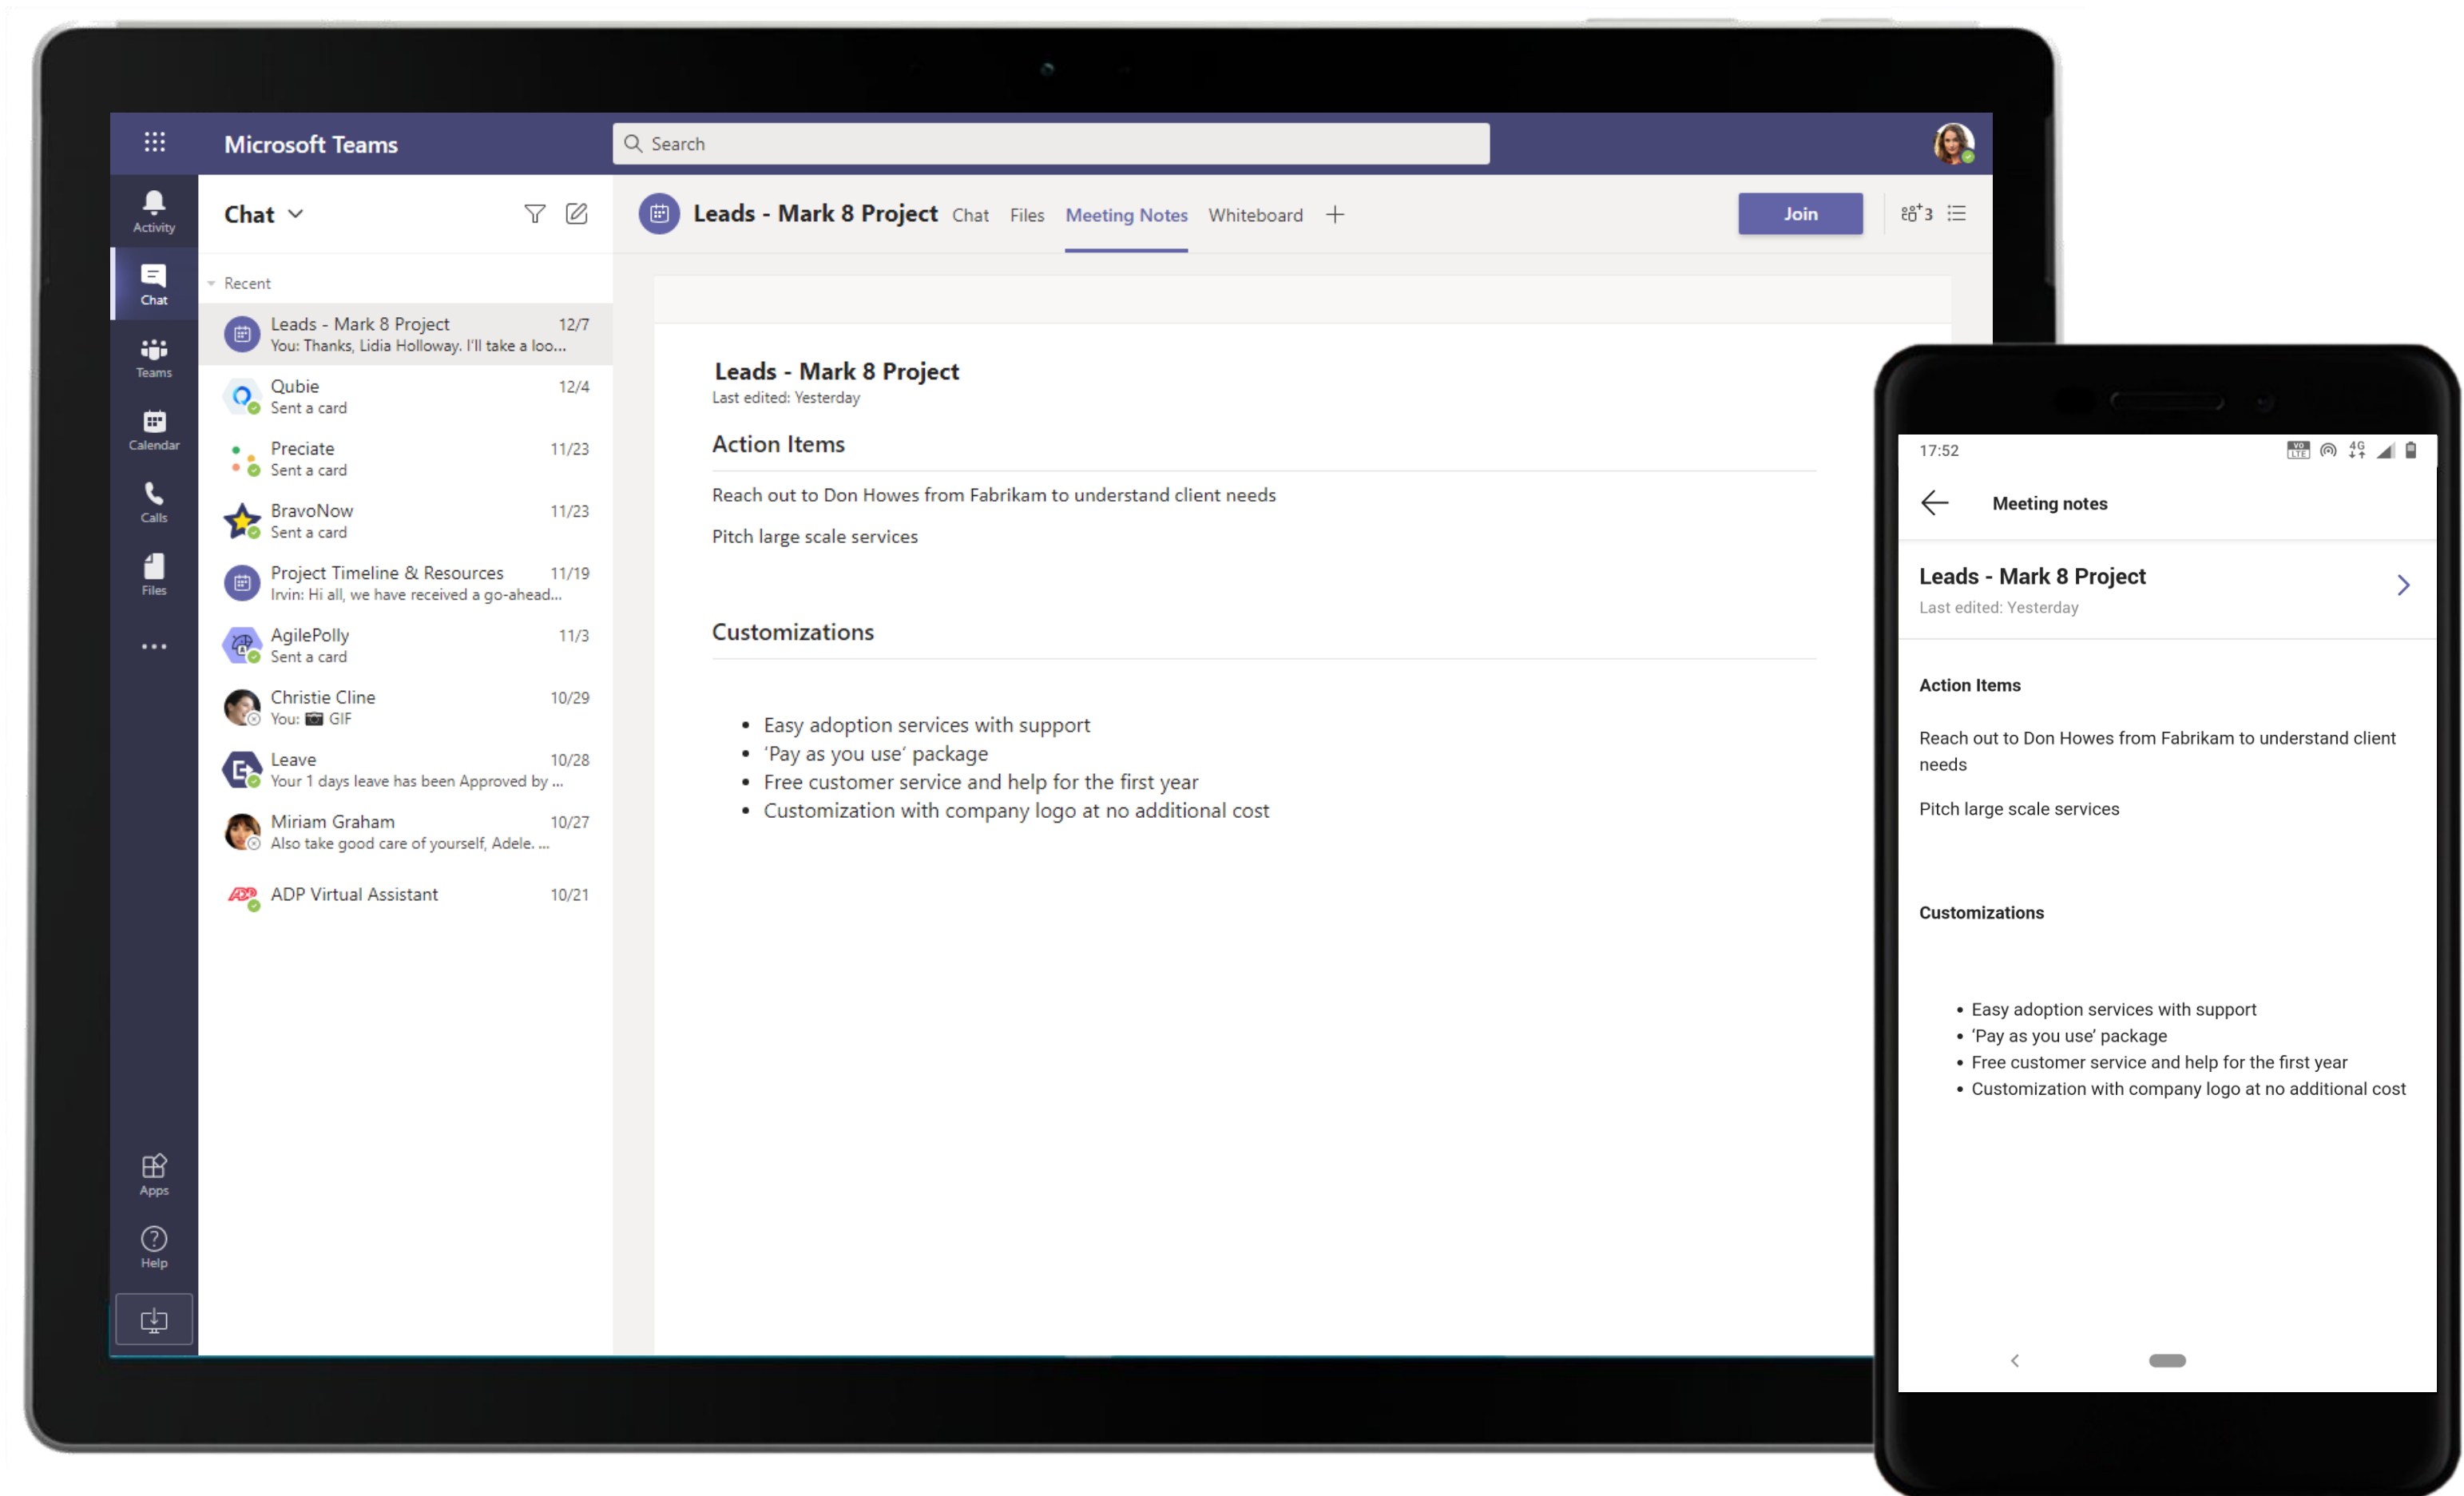 Microsoft Teams
Search
Activity
Chat
Teams
Calendar
Calls
Files
Apps
Help
Chat
Recent
Leads - Mark 8 Project 12/7
You: Thanks, Lidia Holloway. I'll take a loo...
Qubie 12/4
Sent a card
Preciate 11/23
Sent a card
BravoNow 11/23
Sent a card
Project Timeline & Resources 11/19
Irvin: Hi all, we have received a go-ahead...
AgilePolly 11/3
Sent a card
Christie Cline 10/29
You: GIF
Leave 10/28
Your 1 days leave has been Approved by ...
Miriam Graham 10/27
Also take good care of yourself, Adele. ...
ADP
ADP Virtual Assistant 10/21
Leads - Mark 8 Project Chat Files Meeting Notes Whiteboard
Join
3
Leads - Mark 8 Project
Last edited: Yesterday
Action Items
Reach out to Don Howes from Fabrikam to understand client needs
Pitch large scale services
Customizations
• Easy adoption services with support
• 'Pay as you use' package
• Free customer service and help for the first year
• Customization with company logo at no additional cost
17:52 VO LTE 4G
Meeting notes
Leads - Mark 8 Project
Last edited: Yesterday
Action Items
Reach out to Don Howes from Fabrikam to understand client
needs
Pitch large scale services
Customizations
• Easy adoption services with support
• 'Pay as you use' package
• Free customer service and help for the first year
• Customization with company logo at no additional cost